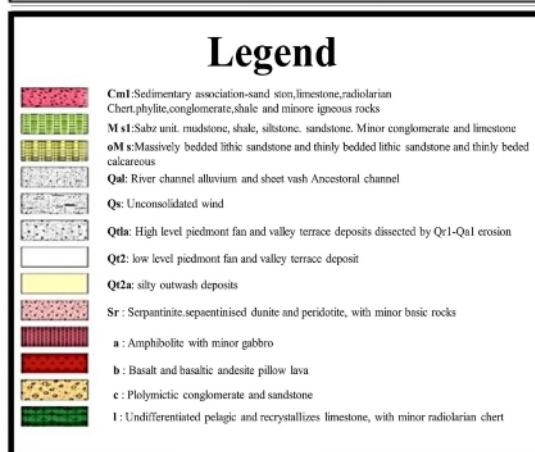 Legend
Cm1:Sedimentary association-sand ston,limestone,radiolarian
Chert.phylite,conglomerate,shale and minore igneous rocks
M s1:Sabz unit. mudstone, shale, siltstone. sandstone. Minor conglomerate and limestone
oM s:Massively bedded lithic sandstone and thinly bedded lithic sandstone and thinly beded
calcareous
Qal: River channel alluvium and sheet vash Ancestoral channel
Qs: Unconsolidated wind
Qtla: High level piedmont fan and valley terrace deposits dissected by Qr1-Qa1 erosion
Qt2: low level piedmont fan and valley terrace deposit
Qt2a: silty outwash deposits
Sr : Serpantinite.sepaentinised dunite and peridotite, with minor basic rocks
a : Amphibolite with minor gabbro
b : Basalt and basaltic andesite pillow lava
c : Plolymictic conglomerate and sandstone
l : Undifferentiated pelagic and recrystallizes limestone, with minor radiolarian chert